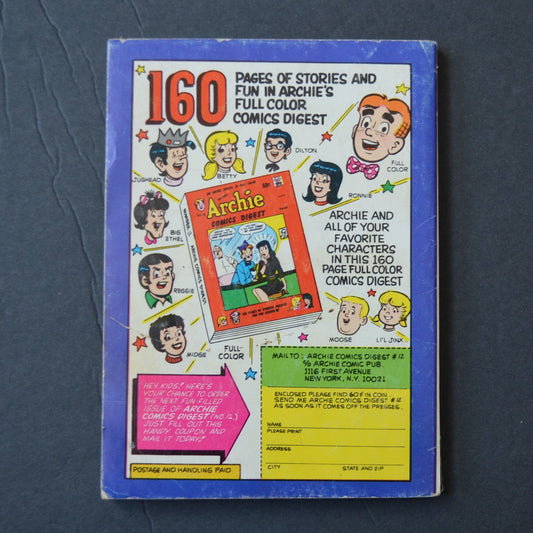 160
PAGES OF STORIES AND
FUN IN ARCHIE'S
FULL COLOR
COMICS DIGEST
JUGHEAD
BETTY
DILTON
FULL
COLOR
RONNIE
BIG
ETHEL
REGGIE
MIDGE
FULL-
COLOR
Archie
COMICS DIGEST
ARCHIE AND
ALL OF YOUR
FAVORITE
CHARACTERS
IN THIS 160
PAGE FULL COLOR
COMICS DIGEST
MOOSE
LI'L JINX
HEY, KIDS! HERE'S
YOUR CHANCE TO ORDER
THE NEXT FUN-FILLED
ISSUE OF ARCHIE
COMICS DIGEST (NO 12.)
JUST FILL OUT THIS
HANDY COUPON AND
MAIL IT TODAY!
POSTAGE AND HANDLING PAID
MAIL TO: ARCHIE COMICS DIGEST #12
% ARCHIE COMIC PUB.
1116 FIRST AVENUE
NEW YORK, N.Y. 10021
ENCLOSED PLEASE FIND 60¢ IN COIN
SEND ME ARCHIE COMICS DIGEST #12
AS SOON AS IT COMES OFF THE PRESSES.
NAME
PLEASE PRINT
ADDRESS
CITY STATE AND ZIP